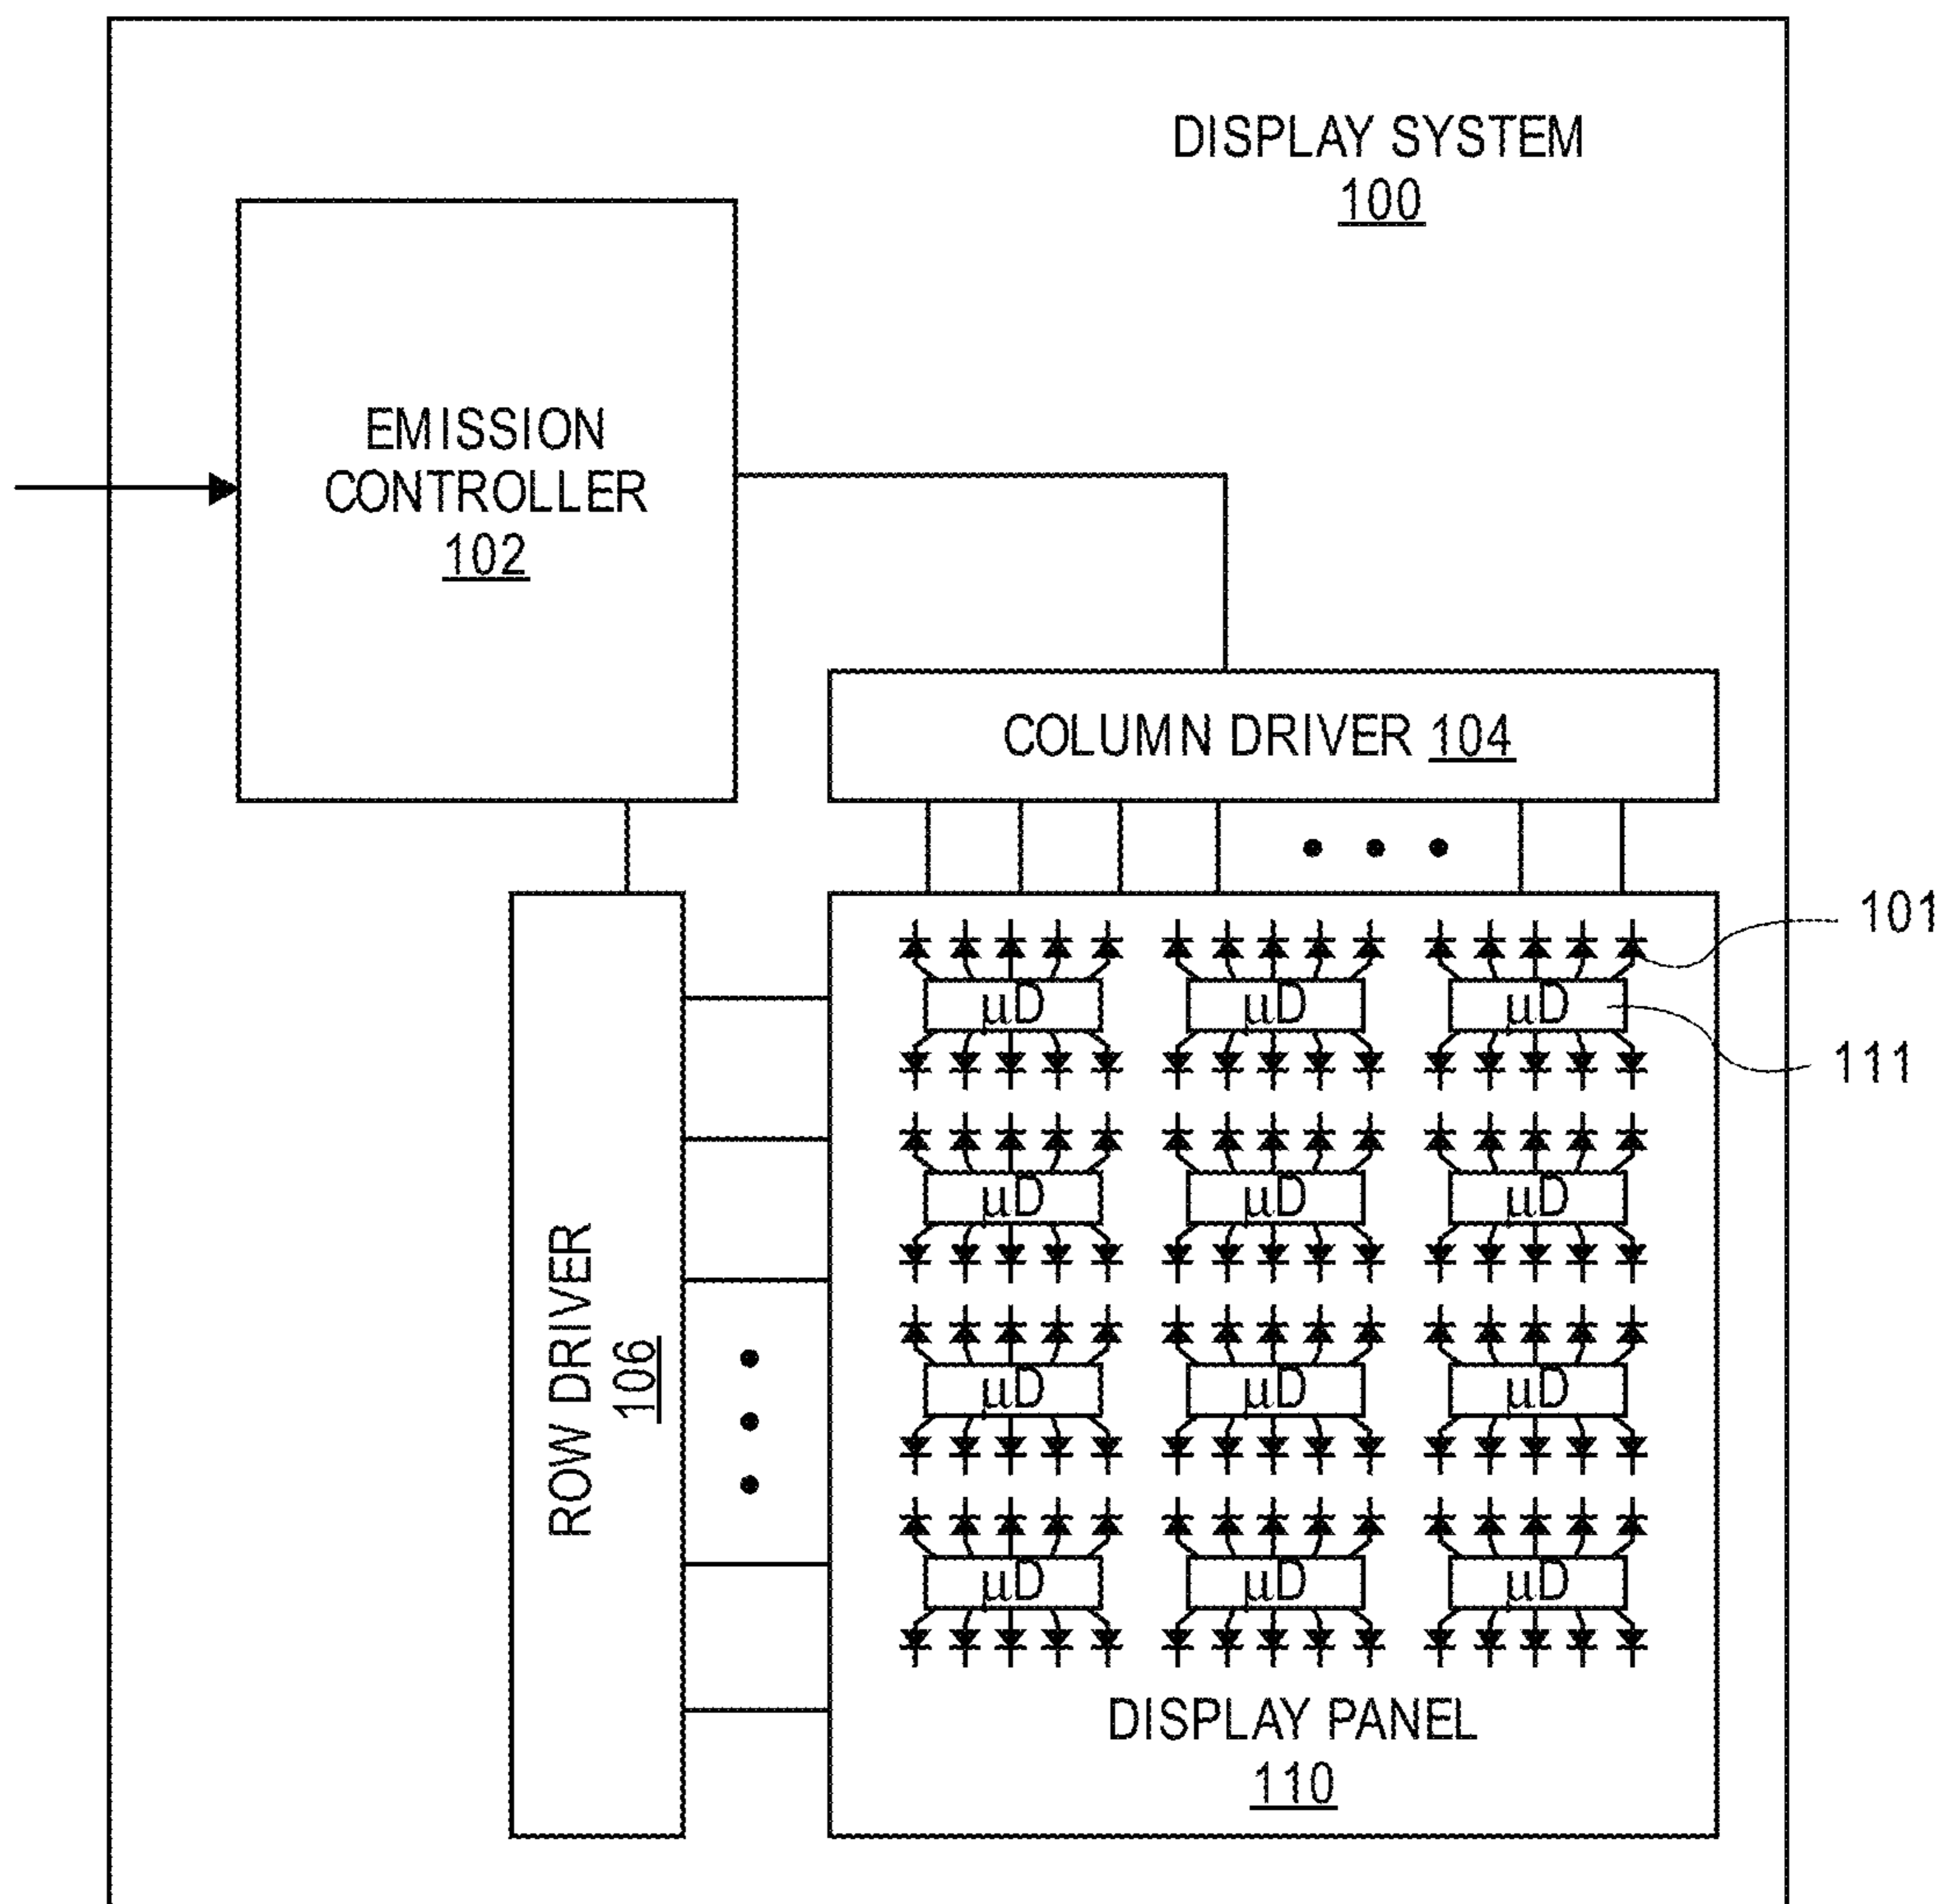 DISPLAY SYSTEM
100
EMISSION
CONTROLLER
102
COLUMN DRIVER 104
101
µD µD µD
111
µD µD µD
µD µD µD
µD µD µD
ROW DRIVER
106
DISPLAY PANEL
110